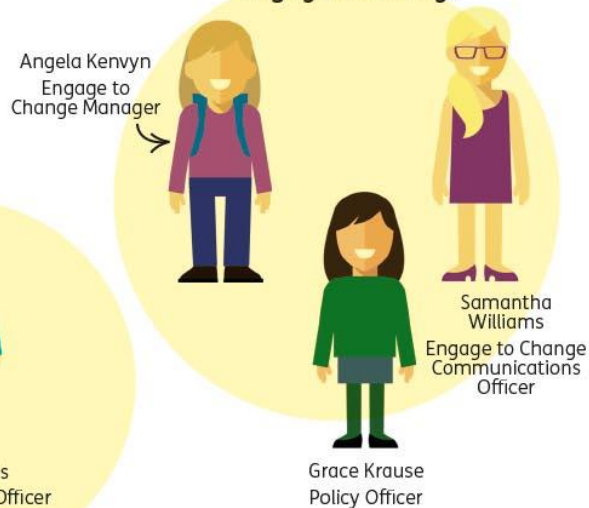 Angela Kenvyn
Engage to
Change Manager
Samantha
Williams
Engage to Change
Communications
Officer
Grace Krause
Policy Officer
Officer